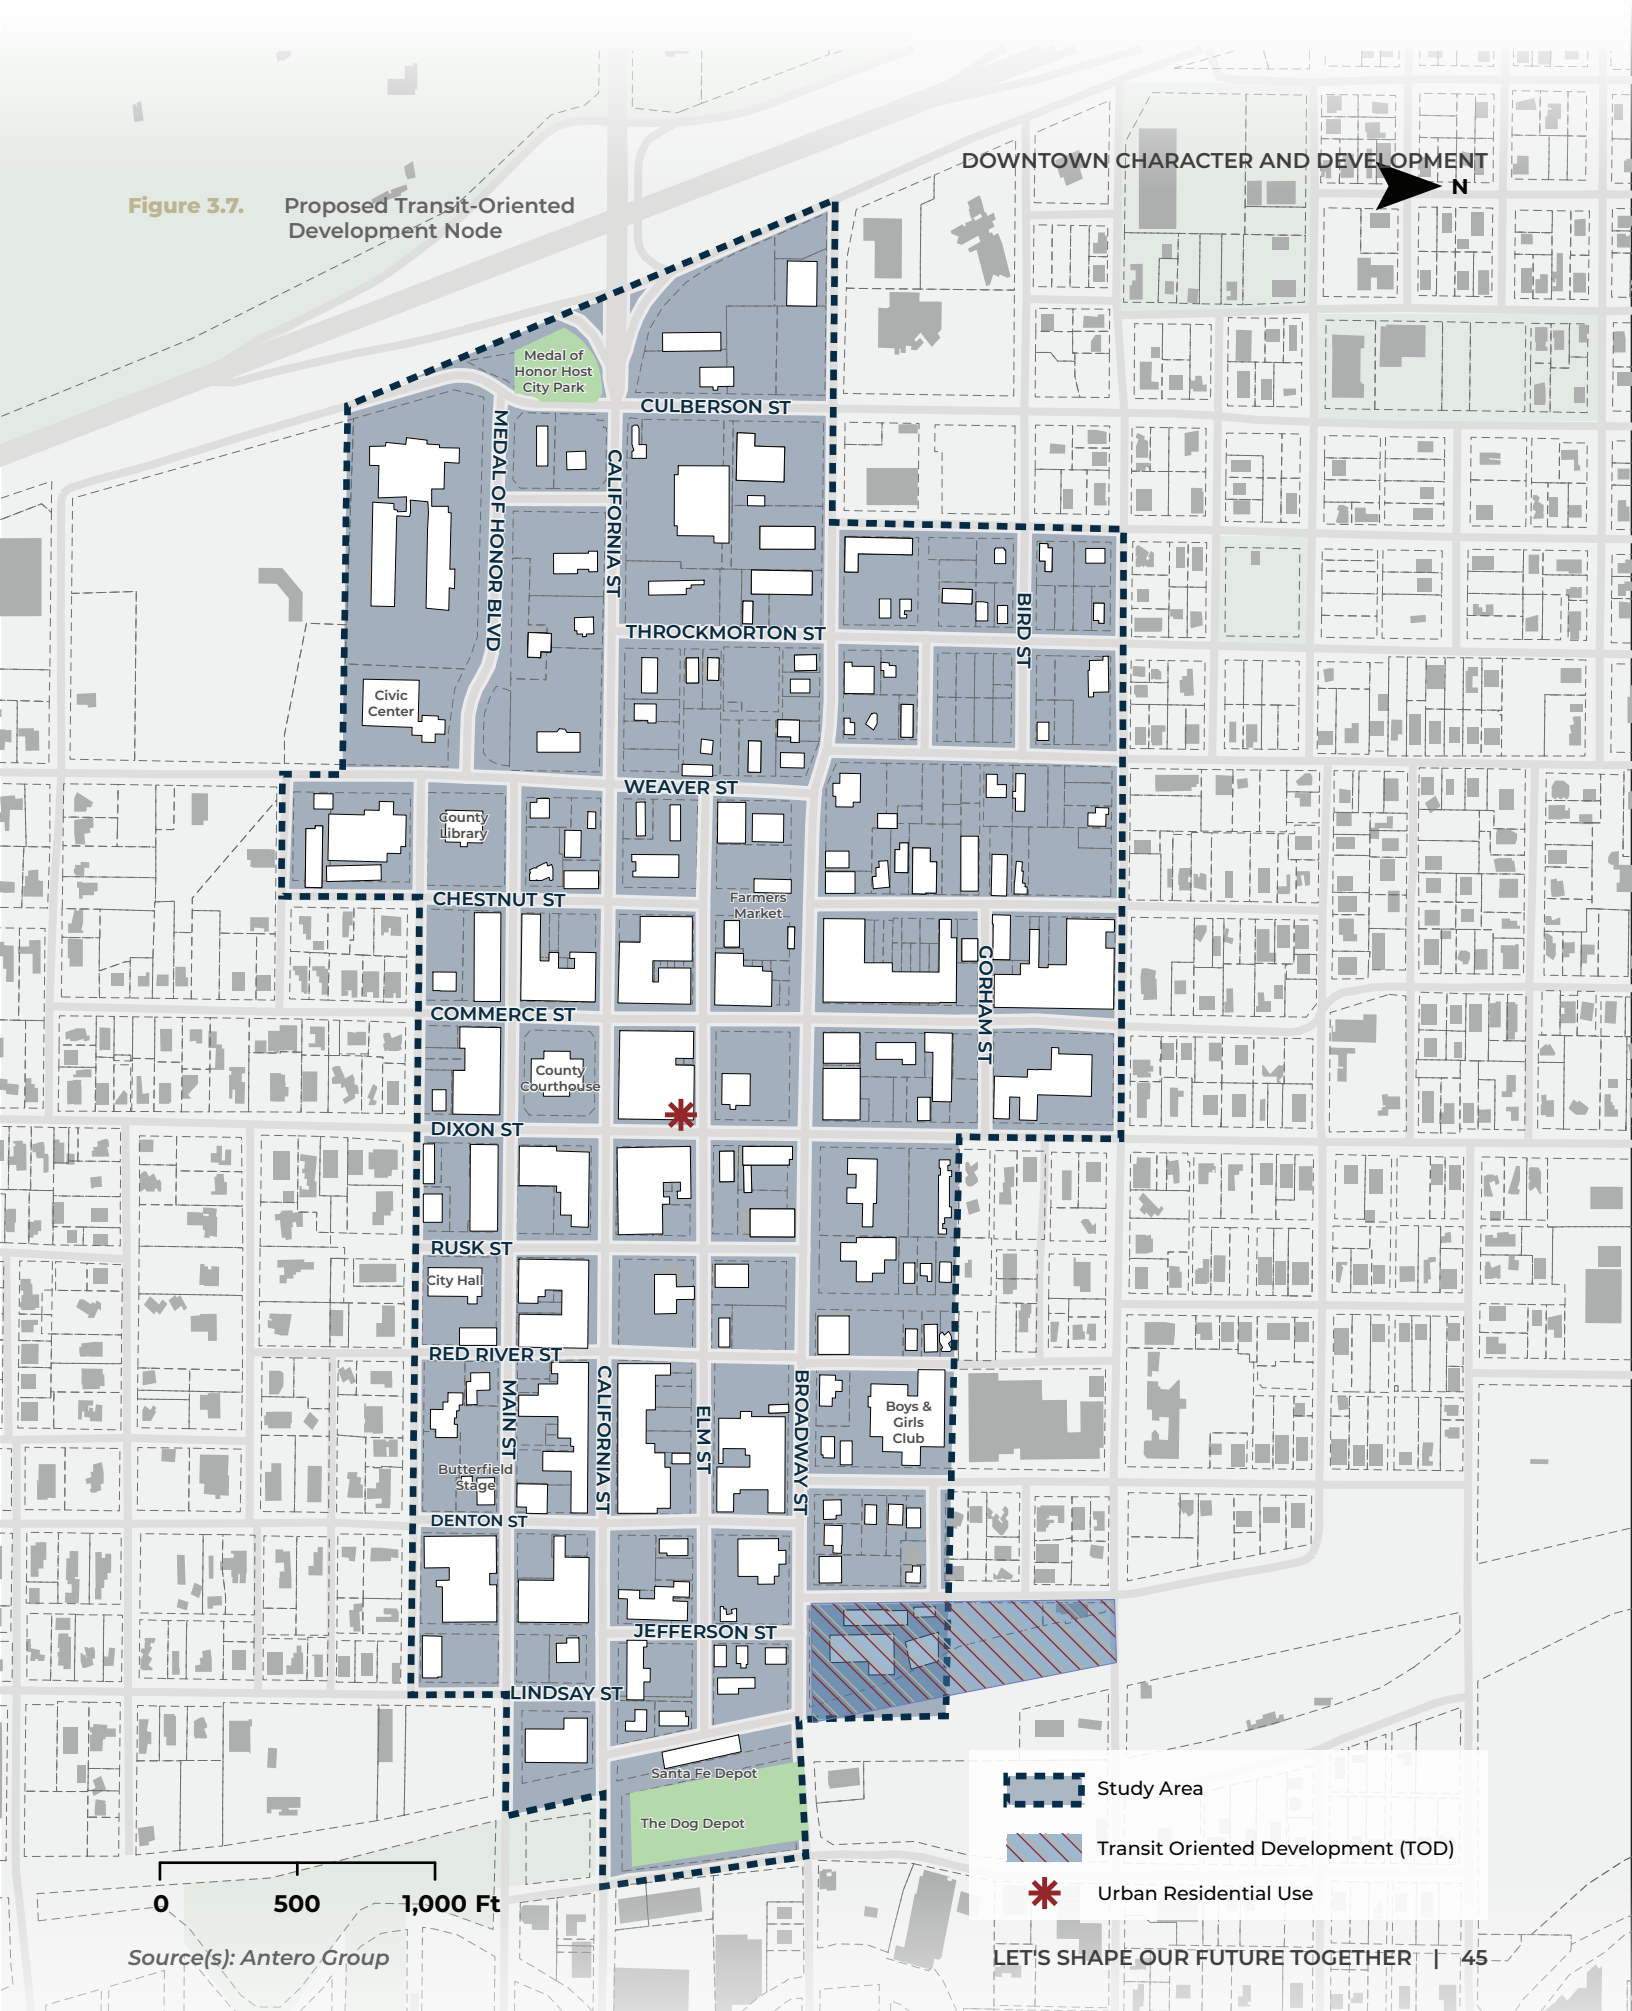 DOWNTOWN CHARACTER AND DEVELOPMENT
N
Figure 3.7. Proposed Transit-Oriented
Development Node
Medal of
Honor Host
City Park
CULBERSON ST
MEDAL OF HONOR BLVD
CALIFORNIA ST
THROCKMORTON ST
BIRD ST
Civic
Center
WEAVER ST
County
Library
CHESTNUT ST
Farmers
Market
GORHAM ST
COMMERCE ST
County
Courthouse
DIXON ST
RUSK ST
City Hall
RED RIVER ST
MAIN ST
CALIFORNIA ST
ELM ST
BROADWAY ST
Boys &
Girls
Club
Butterfield
Stage
DENTON ST
JEFFERSON ST
LINDSAY ST
Santa Fe Depot
The Dog Depot
Study Area
Transit Oriented Development (TOD)
Urban Residential Use
0 500 1,000 Ft
Source(s): Antero Group
LET'S SHAPE OUR FUTURE TOGETHER | 45